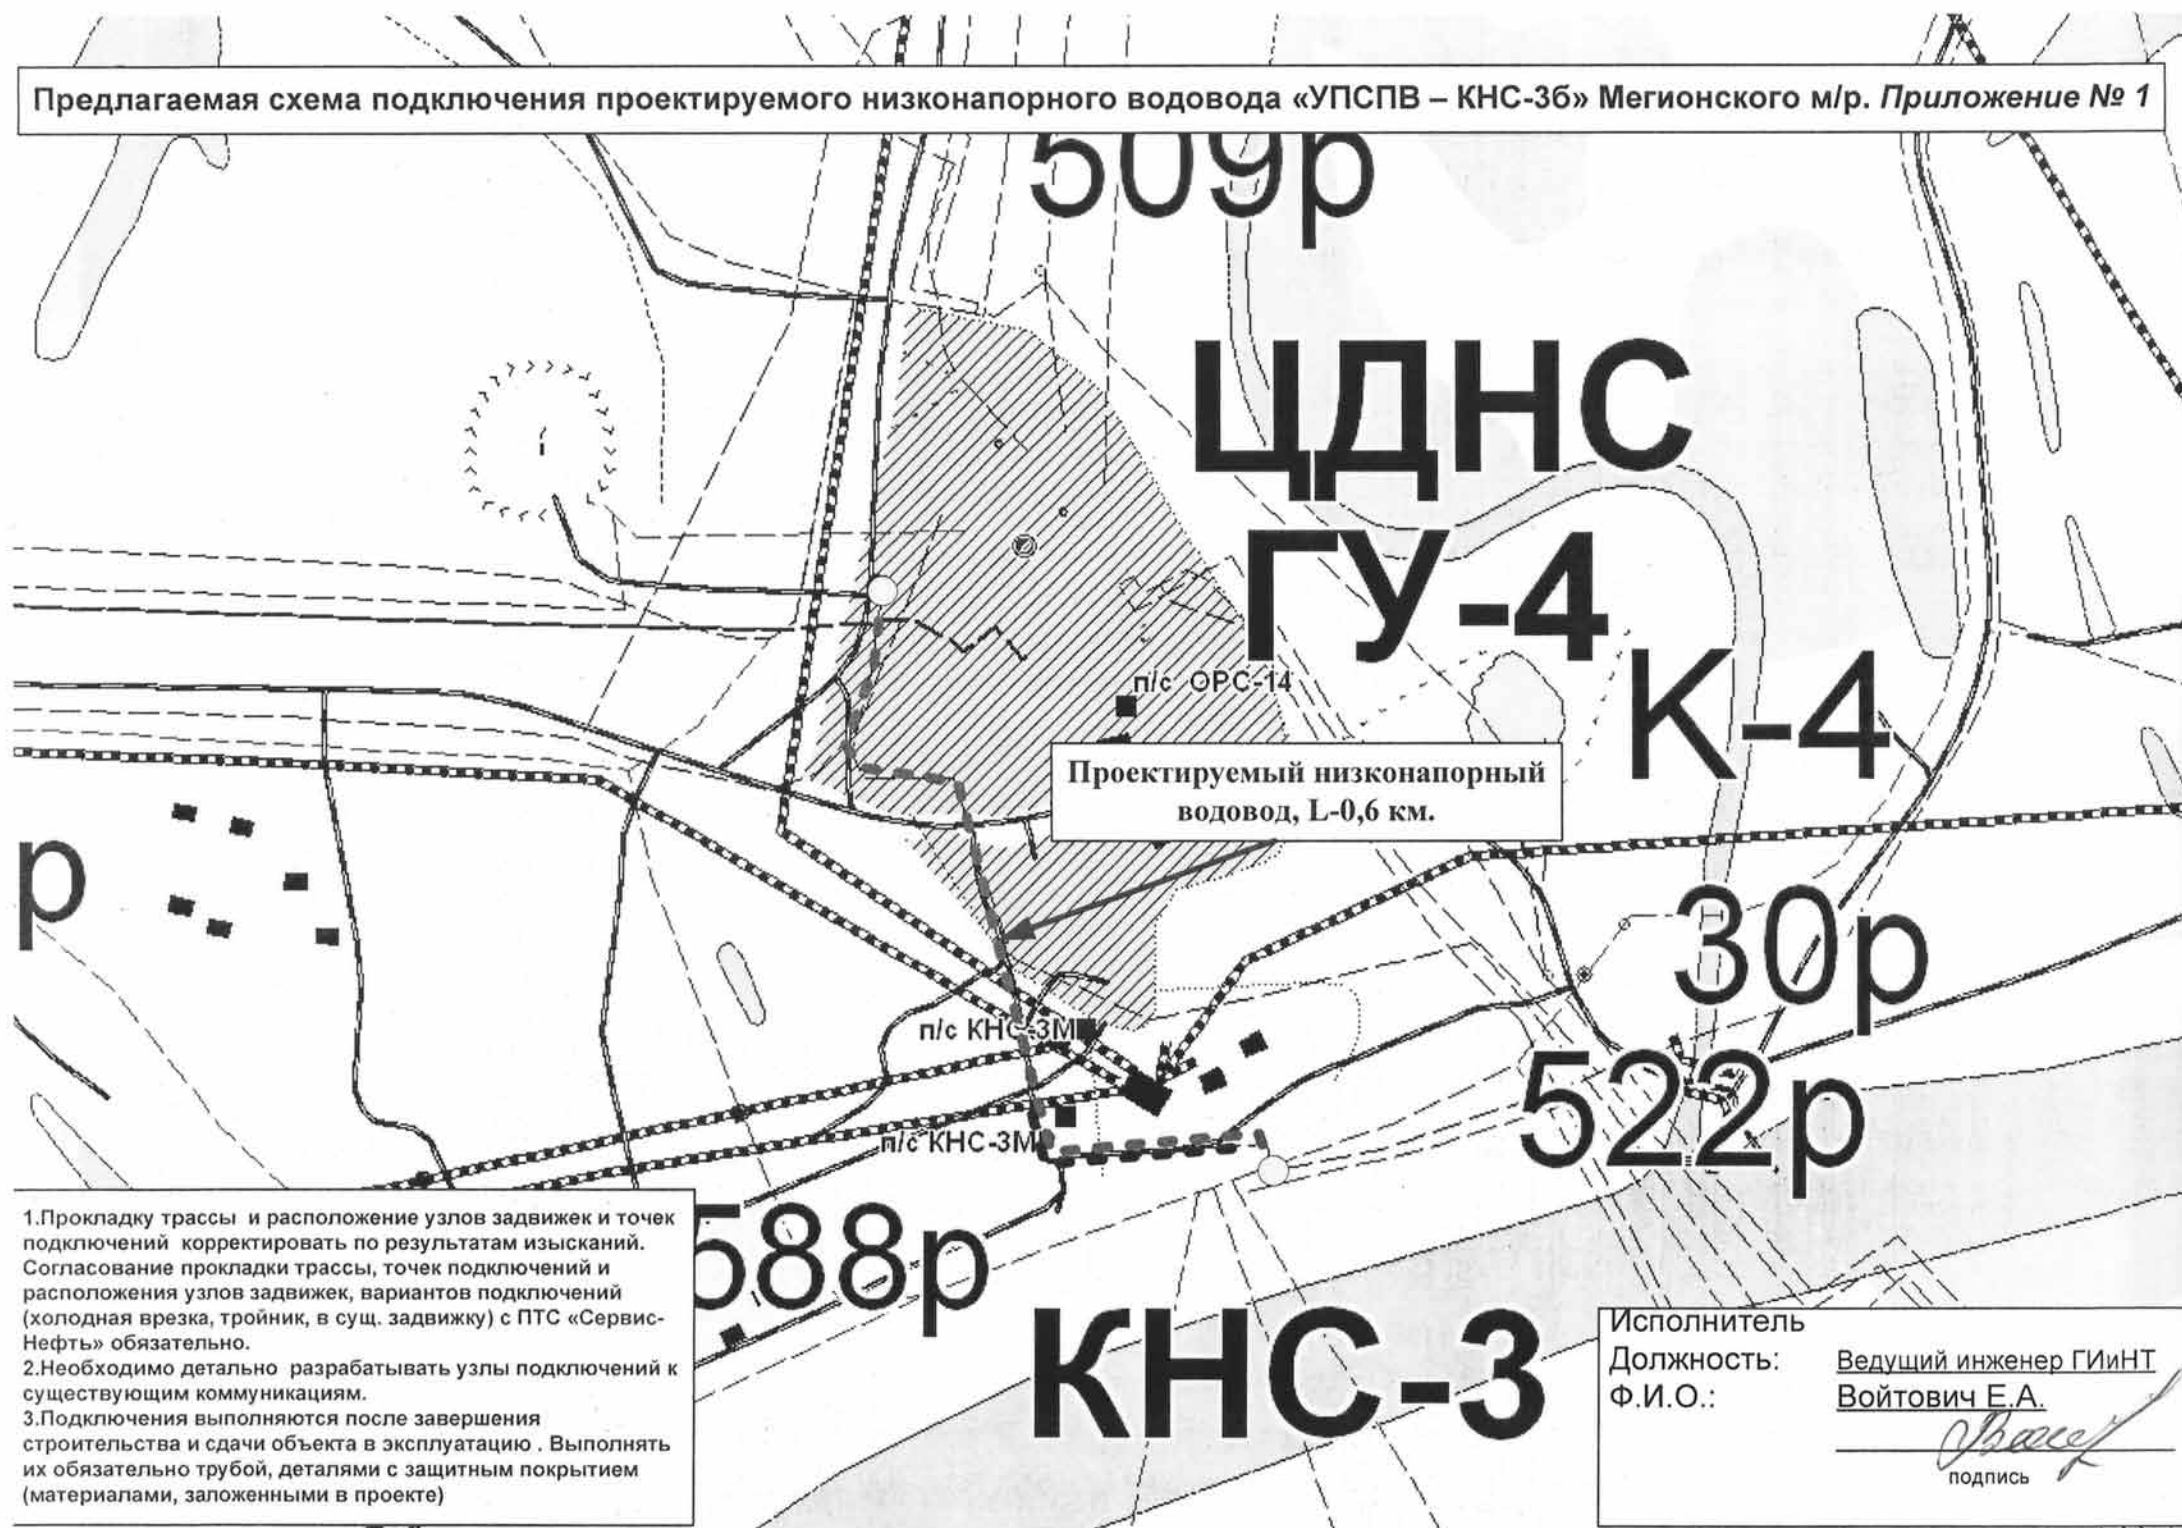 Предлагаемая схема подключения проектируемого низконапорного водовода «УПСПВ – КНС-3б» Мегионского м/р. Приложение № 1
509р
ЦДНС
ГУ-4
К-4
п/с ОРС-14
Проектируемый низконапорный
водовод, L-0,6 км.
р
30р
п/с КНС-3М
522р
п/с КНС-3М
588р
КНС-3
1.Прокладку трассы и расположение узлов задвижек и точек
подключений корректировать по результатам изысканий.
Согласование прокладки трассы, точек подключений и
расположения узлов задвижек, вариантов подключений
(холодная врезка, тройник, в сущ. задвижку) с ПТС «Сервис-
Нефть» обязательно.
2.Необходимо детально разрабатывать узлы подключений к
существующим коммуникациям.
3.Подключения выполняются после завершения
строительства и сдачи объекта в эксплуатацию . Выполнять
их обязательно трубой, деталями с защитным покрытием
(материалами, заложенными в проекте)
Исполнитель
Должность: Ведущий инженер ГИиНТ
Ф.И.О.: Войтович Е.А.
подпись